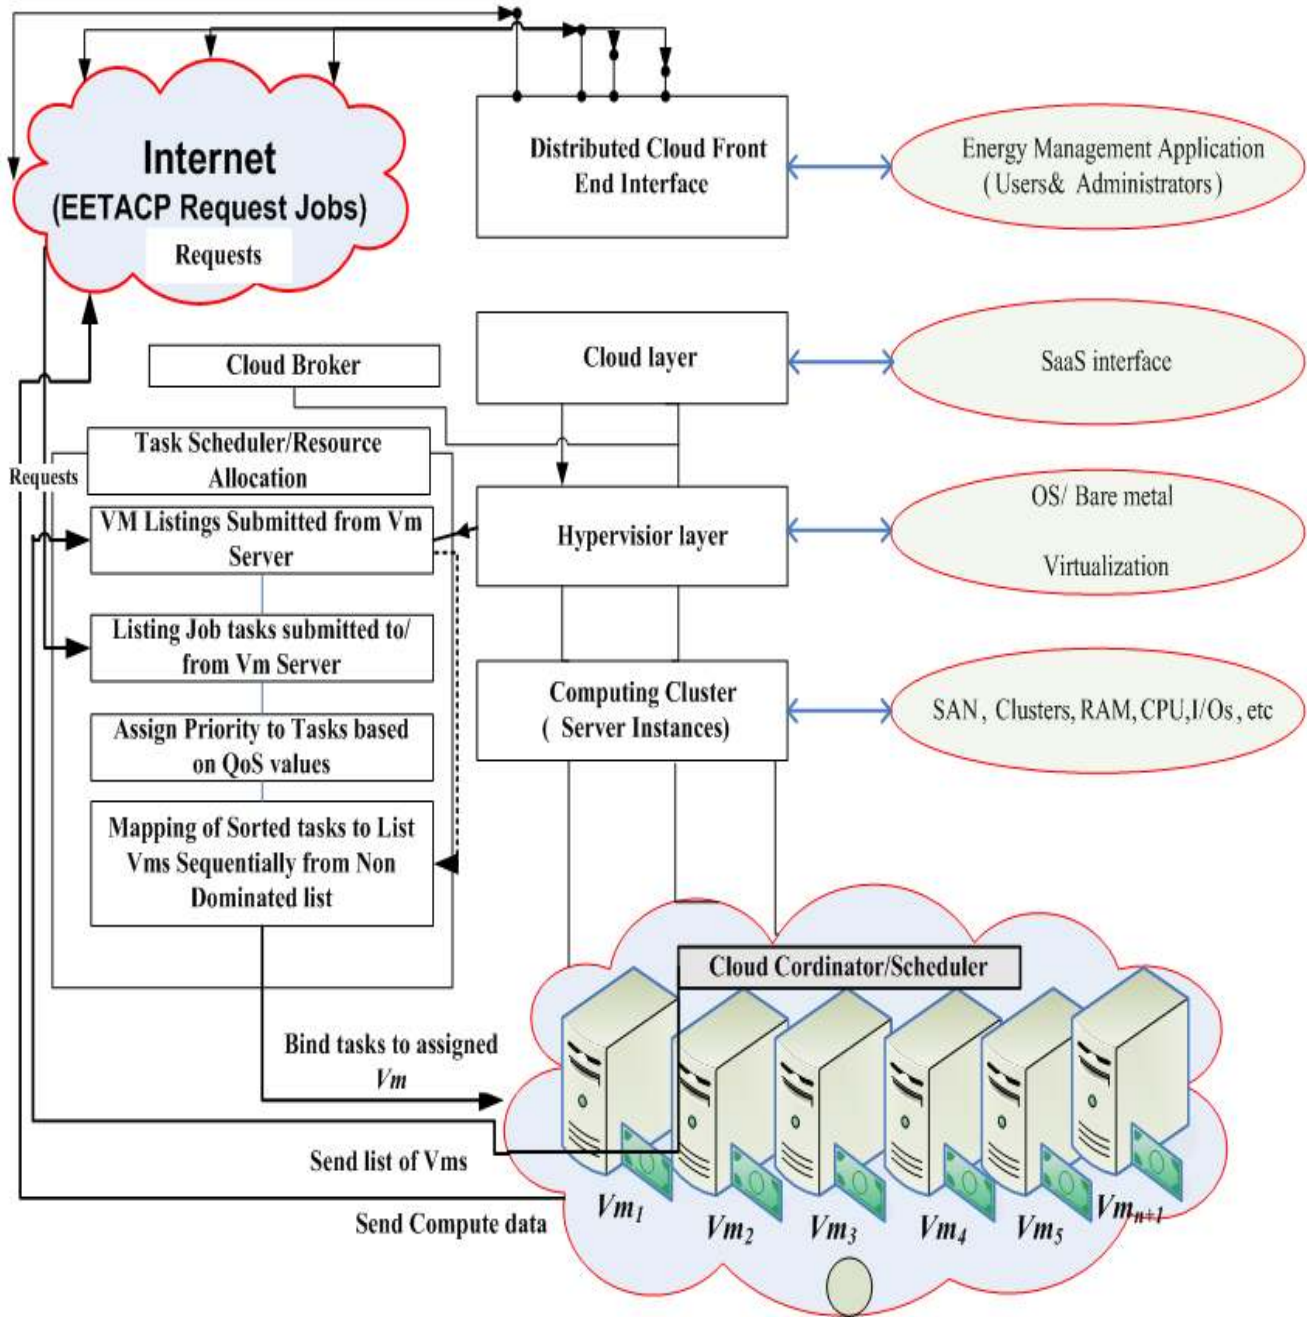 Internet
(EETACP Request Jobs)
Requests
Distributed Cloud Front
End Interface
Energy Management Application
( Users& Administrators )
Cloud Broker
Cloud layer
SaaS interface
Task Scheduler/Resource
Allocation
Requests
VM Listings Submitted from Vm
Server
Hypervisior layer
OS/ Bare metal
Virtualization
Listing Job tasks submitted to/
from Vm Server
Computing Cluster
( Server Instances)
SAN , Clusters, RAM, CPU,I/Os , etc
Assign Priority to Tasks based
on QoS values
Mapping of Sorted tasks to List
Vms Sequentially from Non
Dominated list
Cloud Cordinator/Scheduler
Bind tasks to assigned
Vm
Send list of Vms
Send Compute data
Vm1
Vm2
Vm3
Vm4
Vm5
Vmn+1